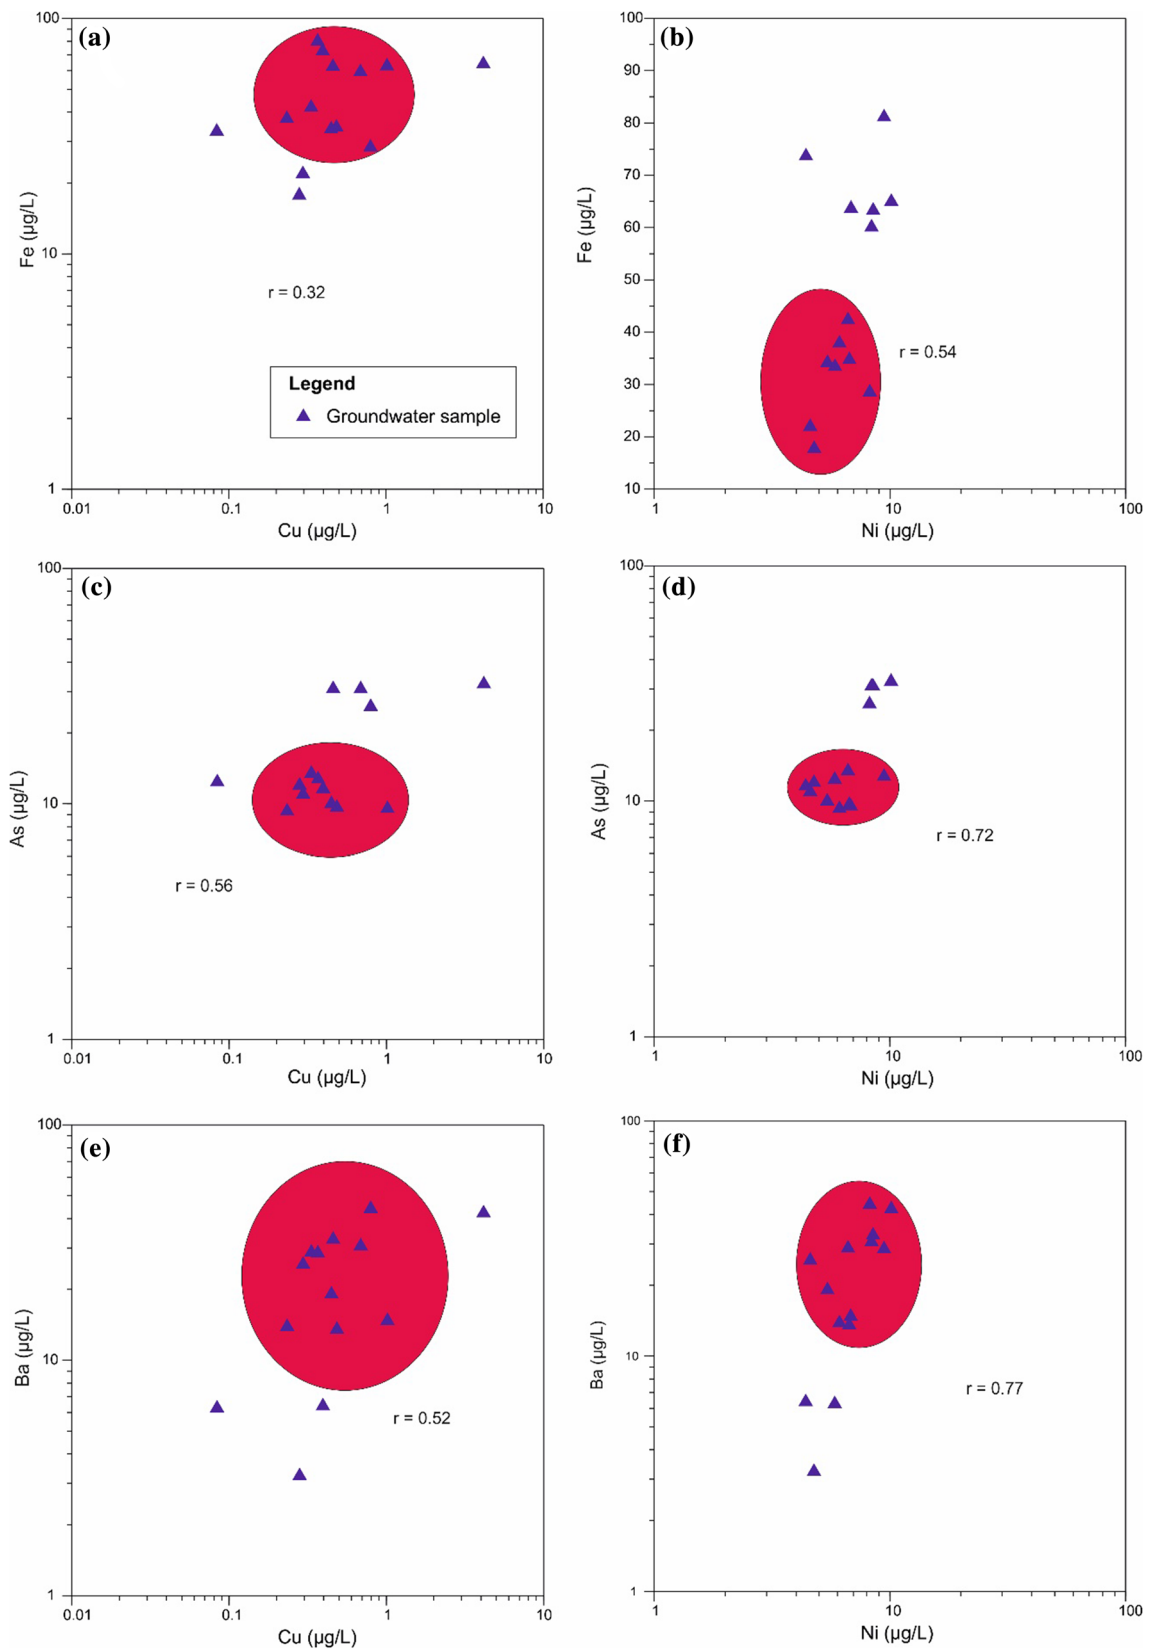 (a)
100
10
1
Fe (µg/L)
r = 0.32
Legend
Groundwater sample
0.01 0.1 1 10
Cu (µg/L)
(b)
100
90
80
70
60
50
40
30
20
10
Fe (µg/L)
r = 0.54
1 10 100
Ni (µg/L)
(c)
100
10
1
As (µg/L)
r = 0.56
0.01 0.1 1 10
Cu (µg/L)
(d)
100
10
1
As (µg/L)
r = 0.72
1 10 100
Ni (µg/L)
(e)
100
10
1
Ba (µg/L)
r = 0.52
0.01 0.1 1 10
Cu (µg/L)
(f)
100
10
1
Ba (µg/L)
r = 0.77
1 10 100
Ni (µg/L)